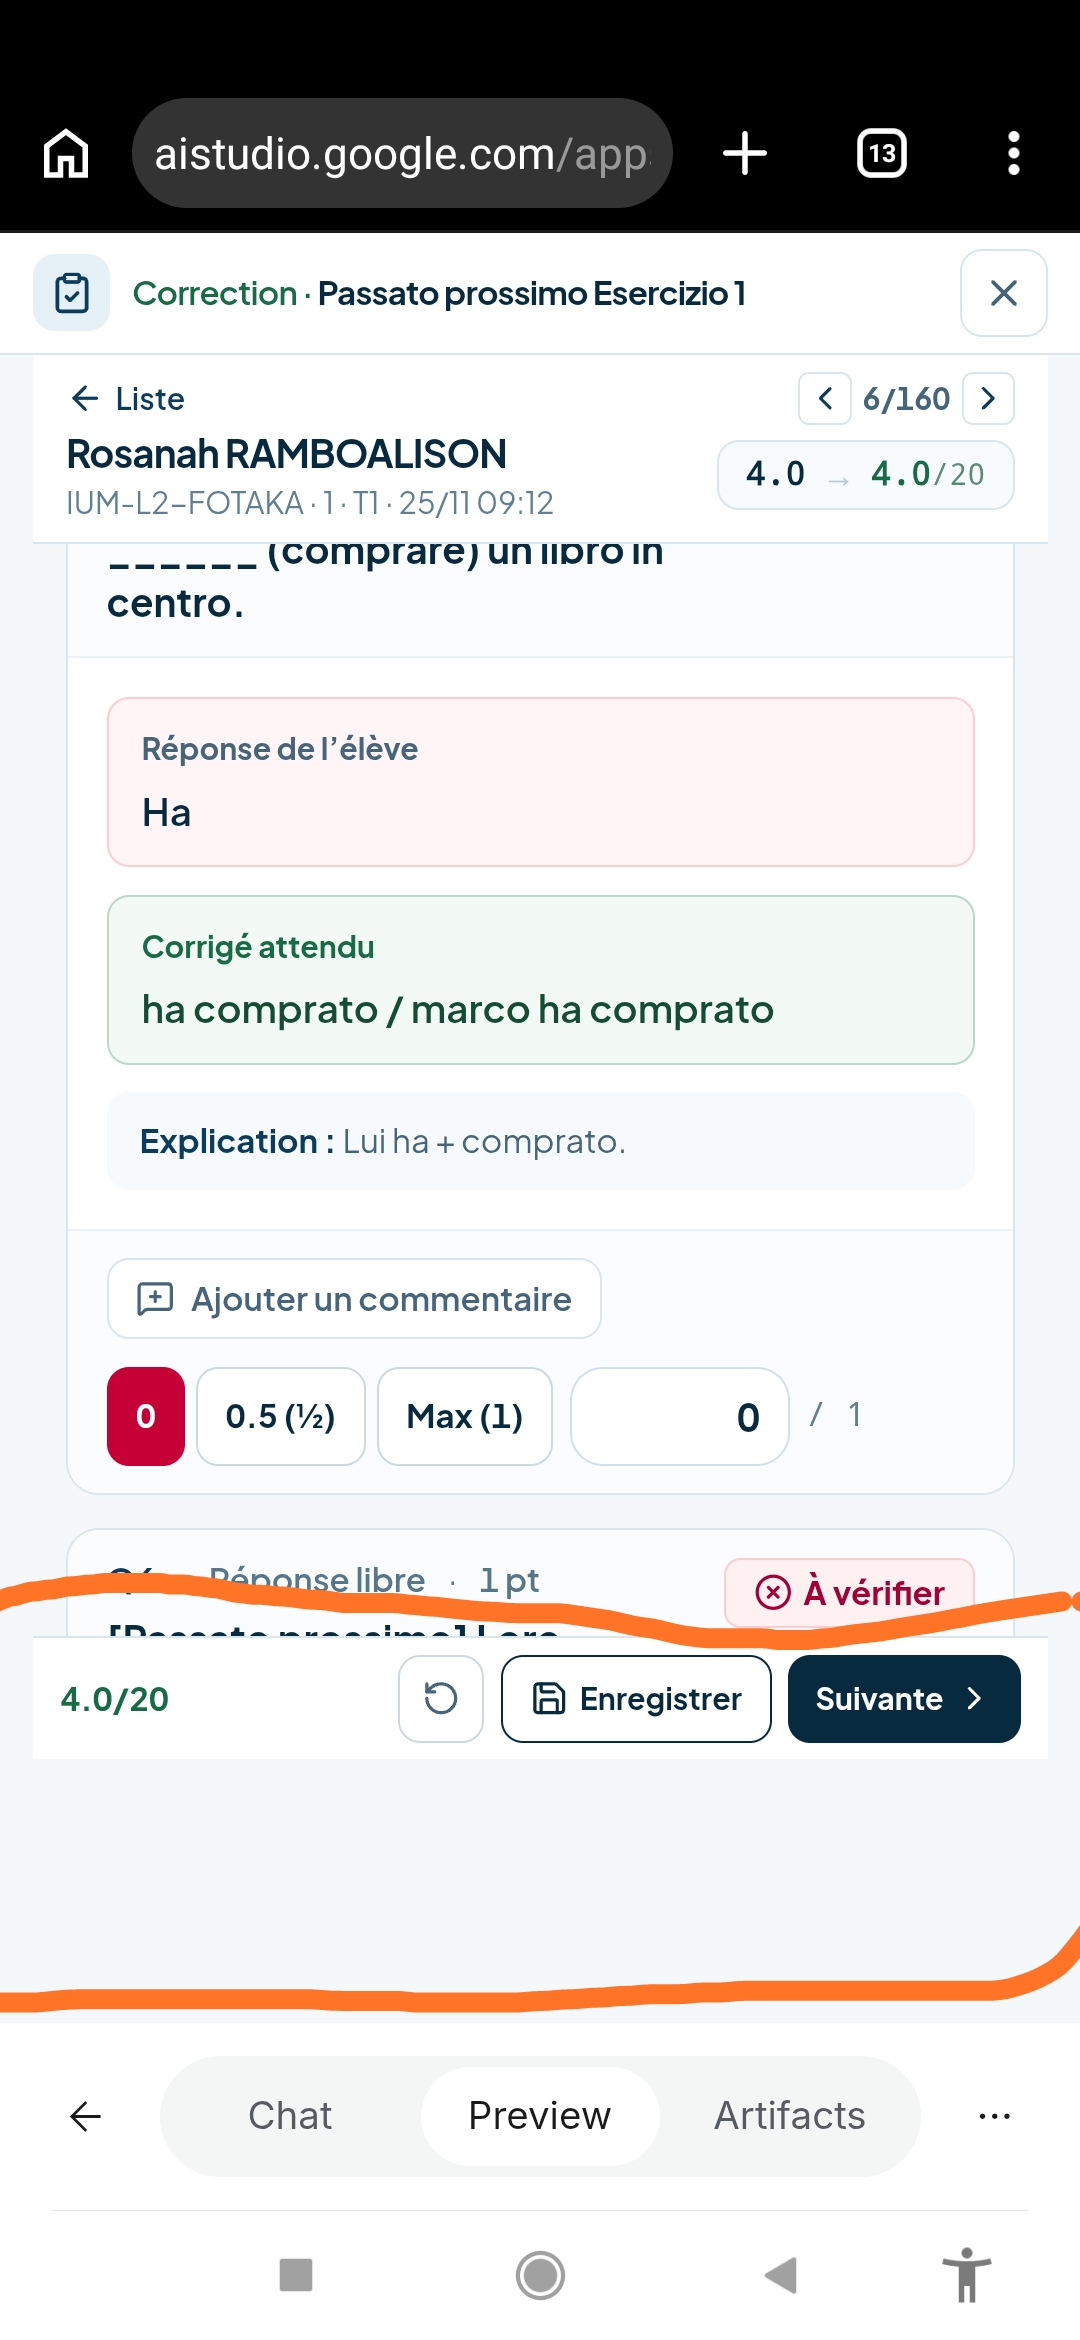 aistudio.google.com/app
13
Correction · Passato prossimo Esercizio 1
Liste
6/160
Rosanah RAMBOALISON
4.0 → 4.0/20
IUM-L2-FOTAKA · 1 · T1 · 25/11 09:12
______ (comprare) un libro in
centro.
Réponse de l’élève
Ha
Corrigé attendu
ha comprato / marco ha comprato
Explication : Lui ha + comprato.
Ajouter un commentaire
0
0.5 (½)
Max (1)
0 / 1
Réponse libre · 1 pt
À vérifier
[Passato prossimo] Loro
4.0/20
Enregistrer
Suivante
Chat
Preview
Artifacts